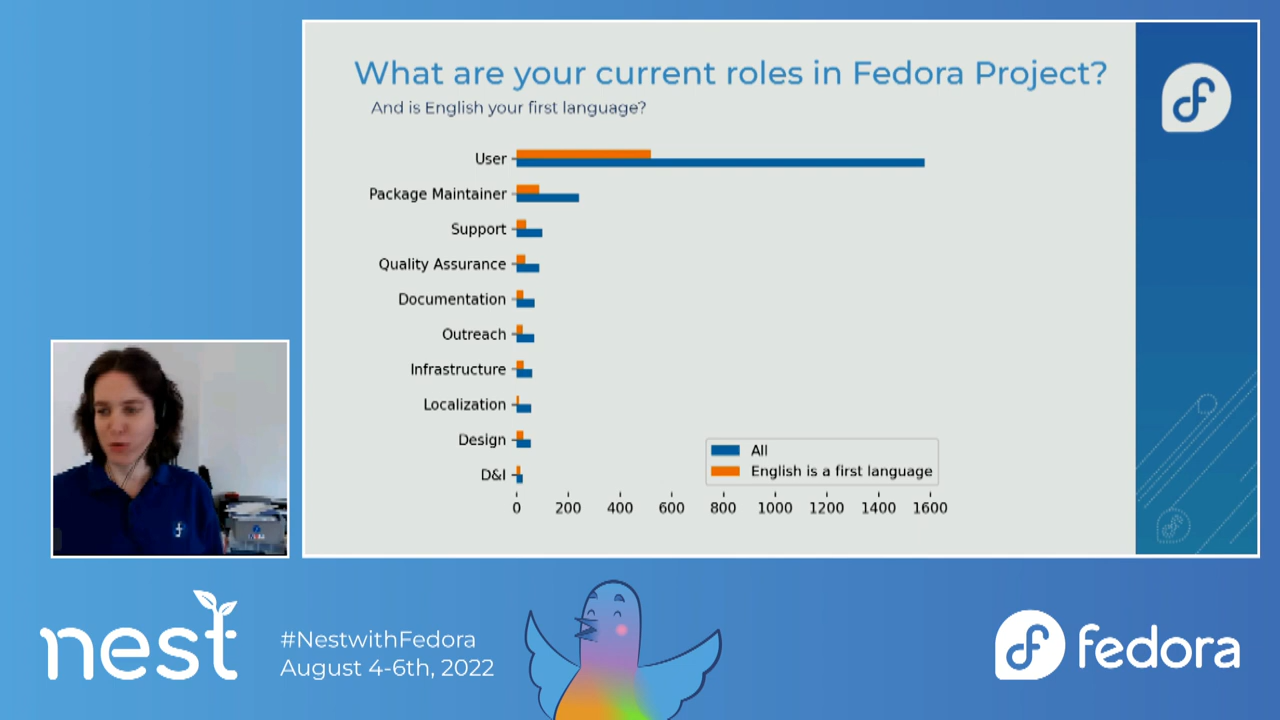 What are your current roles in Fedora Project?
And is English your first language?
User
Package Maintainer
Support
Quality Assurance
Documentation
Outreach
Infrastructure
Localization
Design
D&I
All
English is a first language
0 200 400 600 800 1000 1200 1400 1600
nest
#NestwithFedora
August 4-6th, 2022
fedora